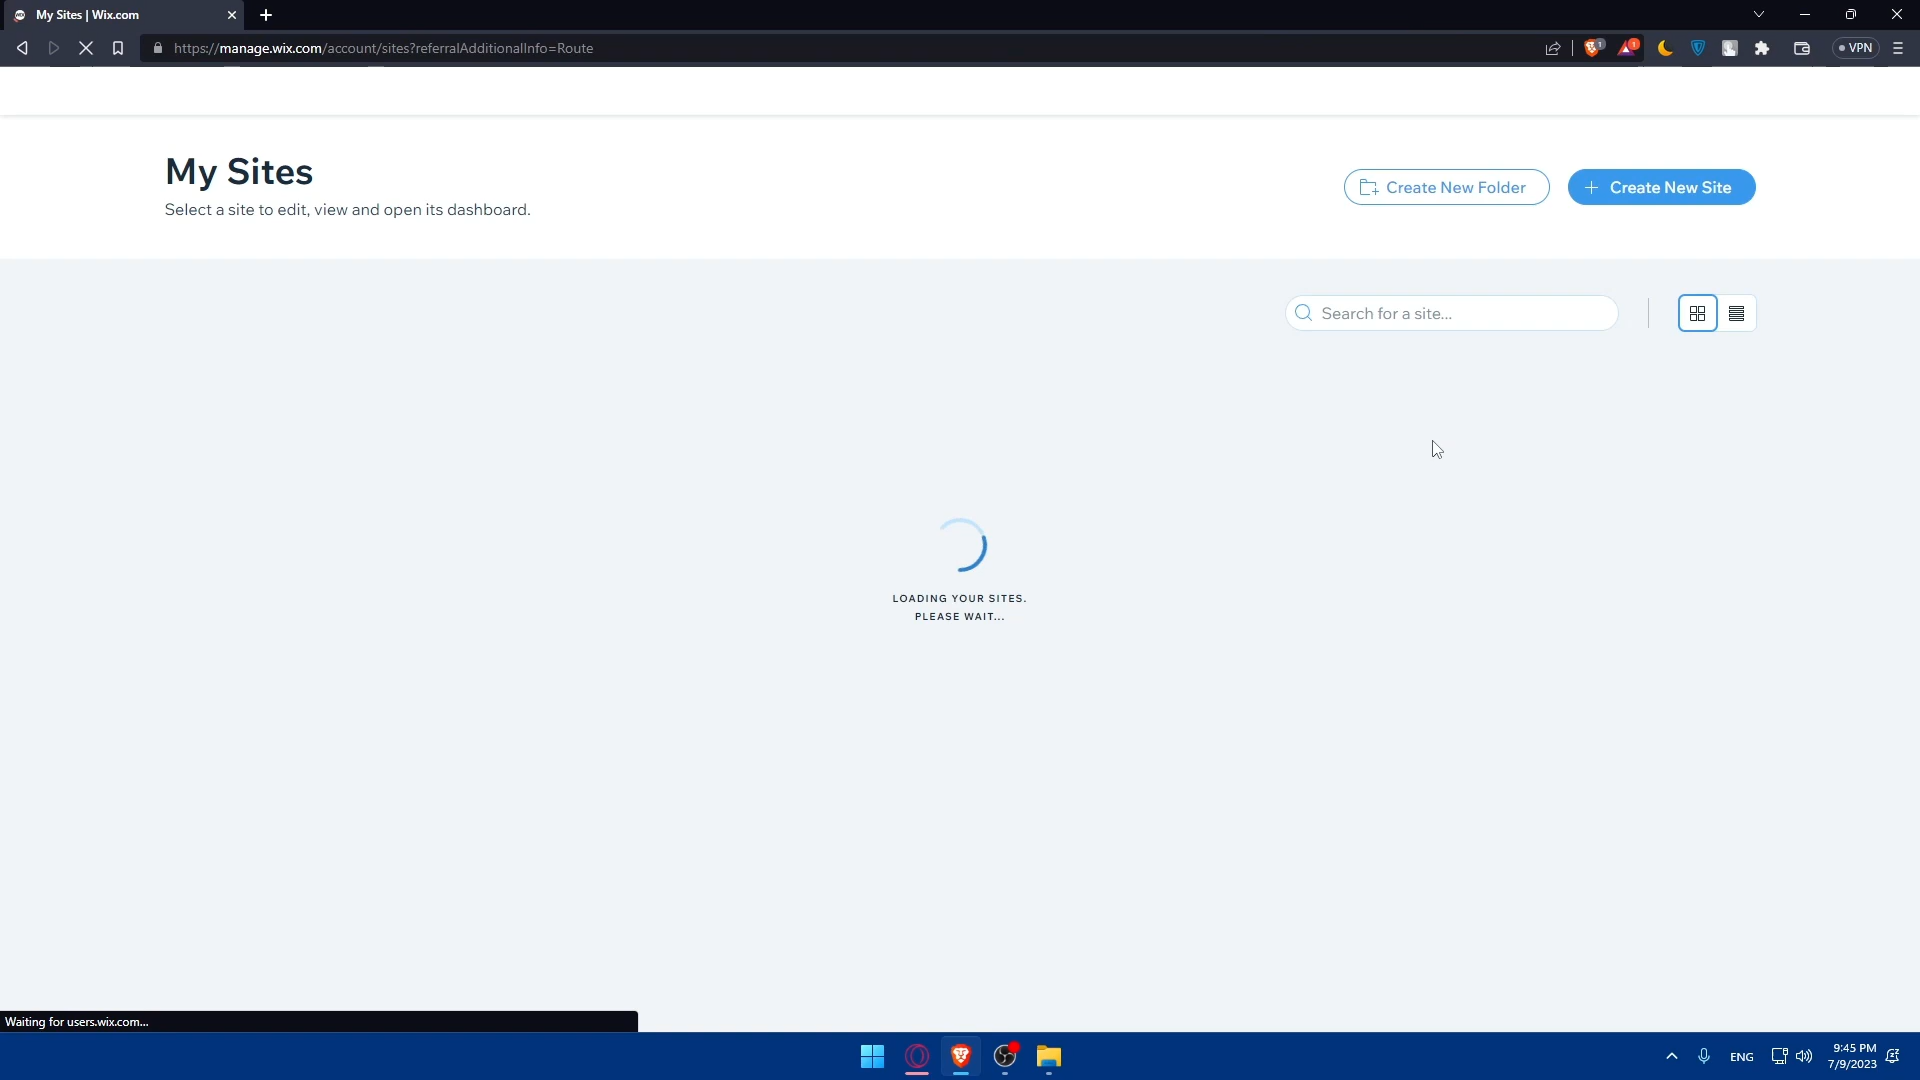 My Sites | Wix.com
https://manage.wix.com/account/sites?referralAdditionalInfo=Route
1
1
VPN
My Sites
Select a site to edit, view and open its dashboard.
Create New Folder
Create New Site
Search for a site...
LOADING YOUR SITES.
PLEASE WAIT...
Waiting for users.wix.com...
ENG
9:45 PM
7/9/2023